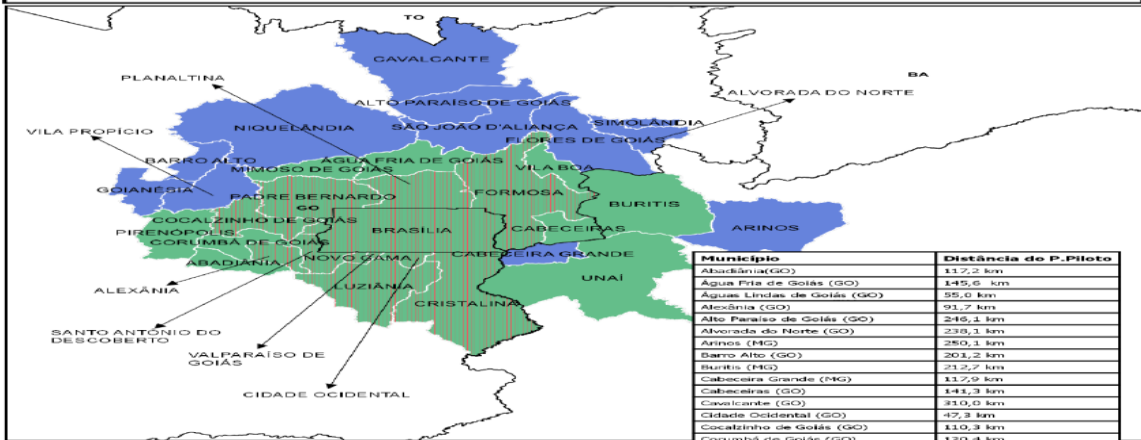 TO
CAVALCANTE
PLANALTINA
BA
ALVORADA DO NORTE
ALTO PARAÍSO DE GOIÁS
SIMOLÂNDIA
NIQUELÂNDIA
SÃO JOÃO D'ALIANÇA
VILA PROPÍCIO
FLORES DE GOIÁS
BARRO ALTO
ÁGUA FRIA DE GOIÁS
MIMOSO DE GOIÁS
VILA BOA
GOIANÉSIA
PADRE BERNARDO
FORMOSA
BURITIS
GO
COCALZINHO DE GOIÁS
PIRENÓPOLIS
BRASÍLIA
CABECEIRAS
ARINOS
CORUMBÁ DE GOIÁS
ABADIÂNIA
NOVO GAMA
CABECEIRA GRANDE
UNAÍ
ALEXÂNIA
LUZIÂNIA
CRISTALINA
SANTO ANTÔNIO DO
DESCOBERTO
VALPARAÍSO DE
GOIÁS
CIDADE OCIDENTAL
Município Distância do P.Piloto
Abadiânia(GO) 117,2 km
Água Fria de Goiás (GO) 145,6 km
Águas Lindas de Goiás (GO) 55,0 km
Alexânia (GO) 91,7 km
Alto Paraíso de Goiás (GO) 246,1 km
Alvorada do Norte (GO) 238,1 km
Arinos (MG) 250,1 km
Barro Alto (GO) 201,2 km
Buritis (MG) 212,7 km
Cabeceira Grande (MG) 117,9 km
Cabeceiras (GO) 141,3 km
Cavalcante (GO) 310,0 km
Cidade Ocidental (GO) 47,3 km
Cocalzinho de Goiás (GO) 110,3 km
Corumbá de Goiás (GO) 130,4 km